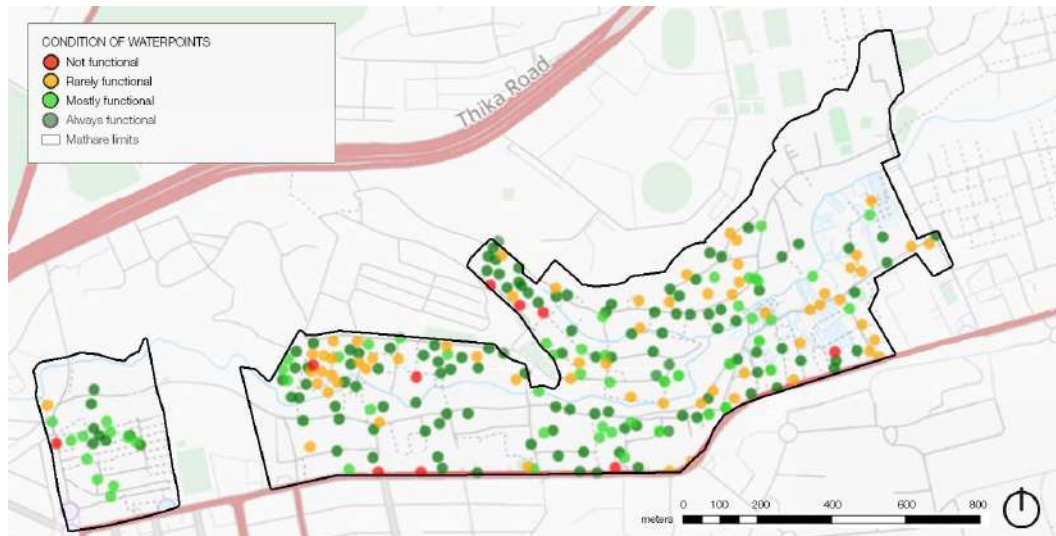 CONDITION OF WATERPOINTS
Not functional
Rarely functional
Mostly functional
Always functional
Mathare limits
Thika Road
0 100 200 400 600 800
meters